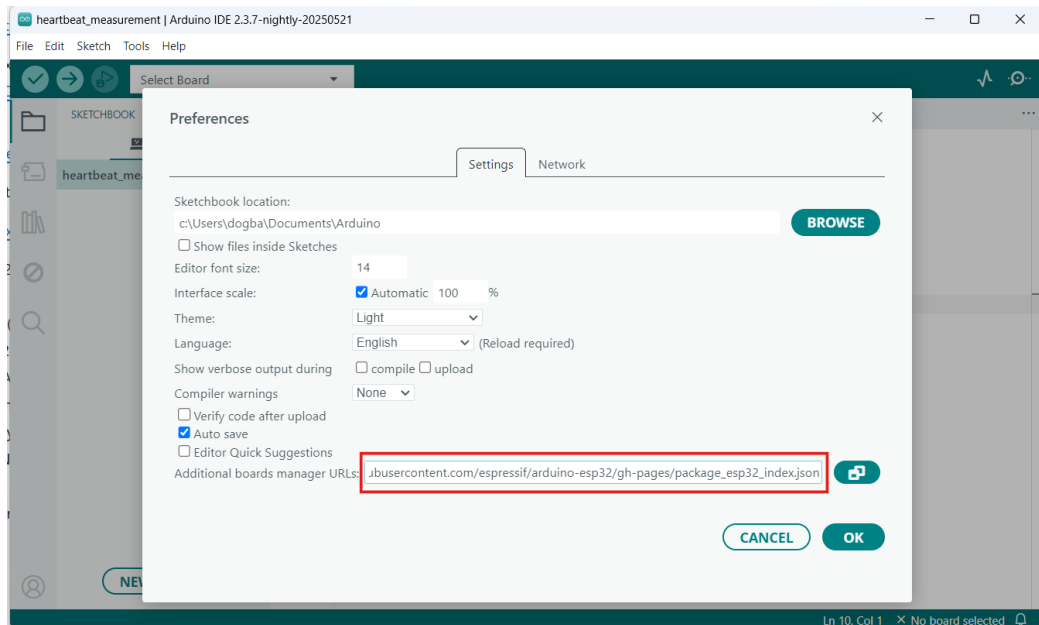 heartbeat_measurement | Arduino IDE 2.3.7-nightly-20250521
File Edit Sketch Tools Help
Select Board
SKETCHBOOK
heartbeat_me
Preferences
Settings Network
Sketchbook location:
c:\Users\dogba\Documents\Arduino
BROWSE
Show files inside Sketches
Editor font size: 14
Interface scale: Automatic 100 %
Theme: Light
Language: English (Reload required)
Show verbose output during compile upload
Compiler warnings None
Verify code after upload
Auto save
Editor Quick Suggestions
Additional boards manager URLs: ubusercontent.com/espressif/arduino-esp32/gh-pages/package_esp32_index.json
CANCEL OK
NEW
Ln 10, Col 1 No board selected